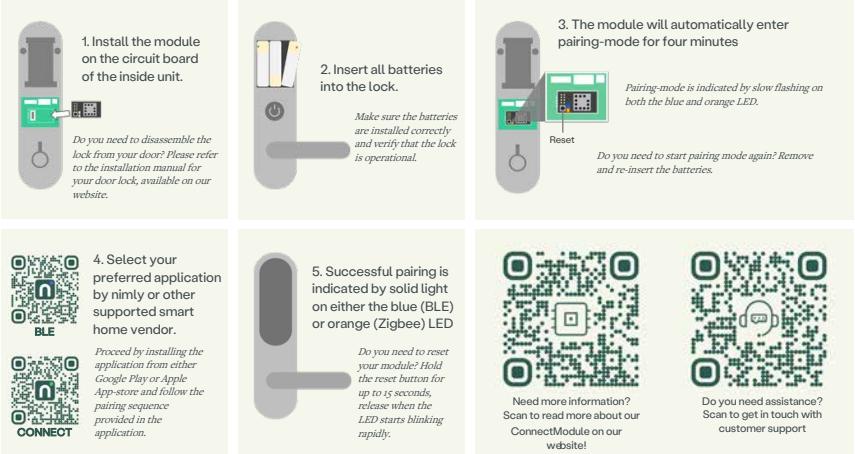 1. Install the module
on the circuit board
of the inside unit.
Do you need to disassemble the
lock from your door? Please refer
to the installation manual for
your door lock, available on our
website.
2. Insert all batteries
into the lock.
Make sure the batteries
are installed correctly
and verify that the lock
is operational.
3. The module will automatically enter
pairing-mode for four minutes
Pairing-mode is indicated by slow flashing on
both the blue and orange LED.
Reset
Do you need to start pairing mode again? Remove
and re-insert the batteries.
4. Select your
preferred application
by nimly or other
supported smart
home vendor.
n
BLE
Proceed by installing the
application from either
Google Play or Apple
App-store and follow the
pairing sequence
provided in the
application.
n
CONNECT
5. Successful pairing is
indicated by solid light
on either the blue (BLE)
or orange (Zigbee) LED
Do you need to reset
your module? Hold
the reset button for
up to 15 seconds,
release when the
LED starts blinking
rapidly.
Need more information?
Scan to read more about our
ConnectModule on our
website!
Do you need assistance?
Scan to get in touch with
customer support